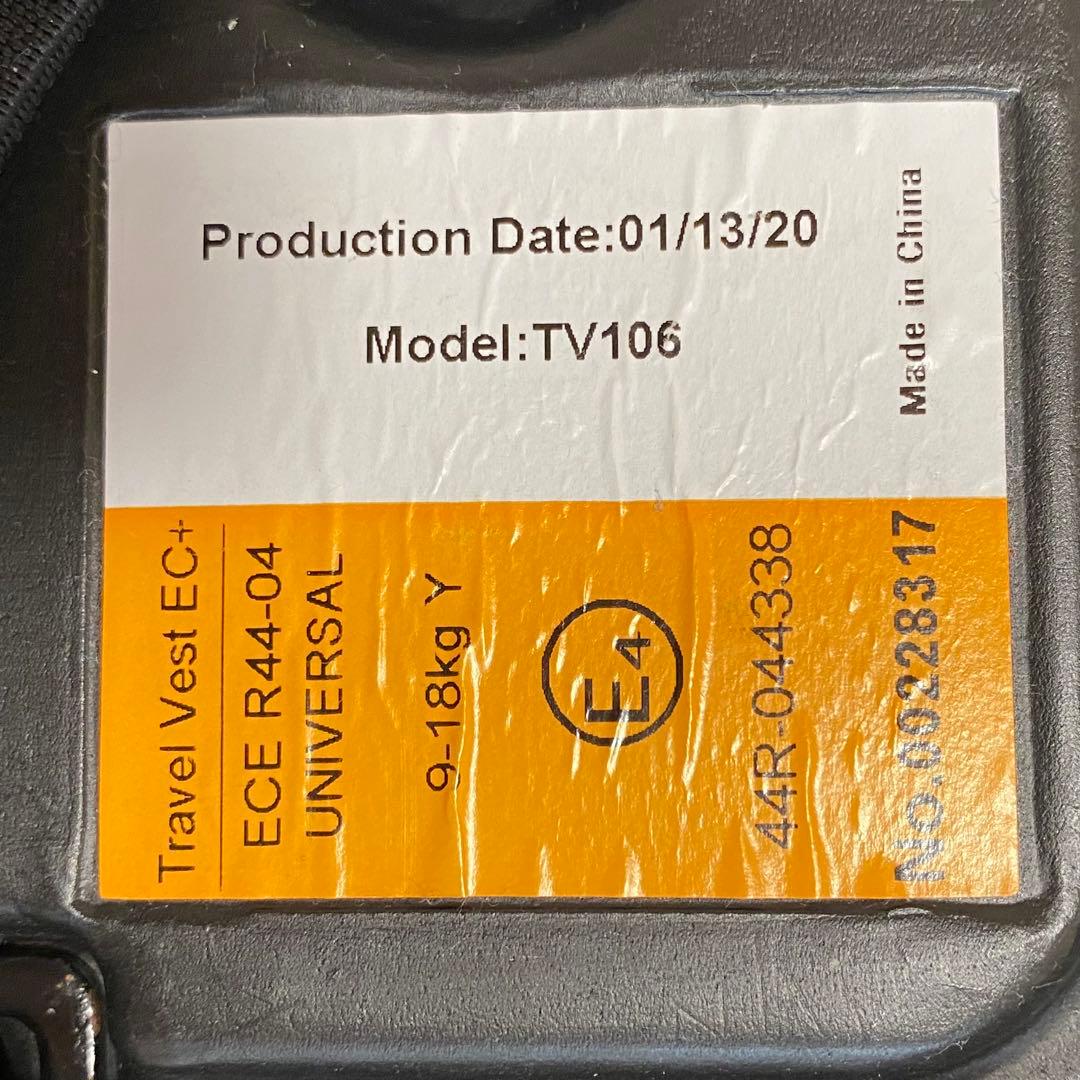 Production Date:01/13/20
Model:TV106
Made in China
Travel Vest EC+
ECE R44-04
UNIVERSAL
9-18kg Y
E4
44R-044338
No.00228317